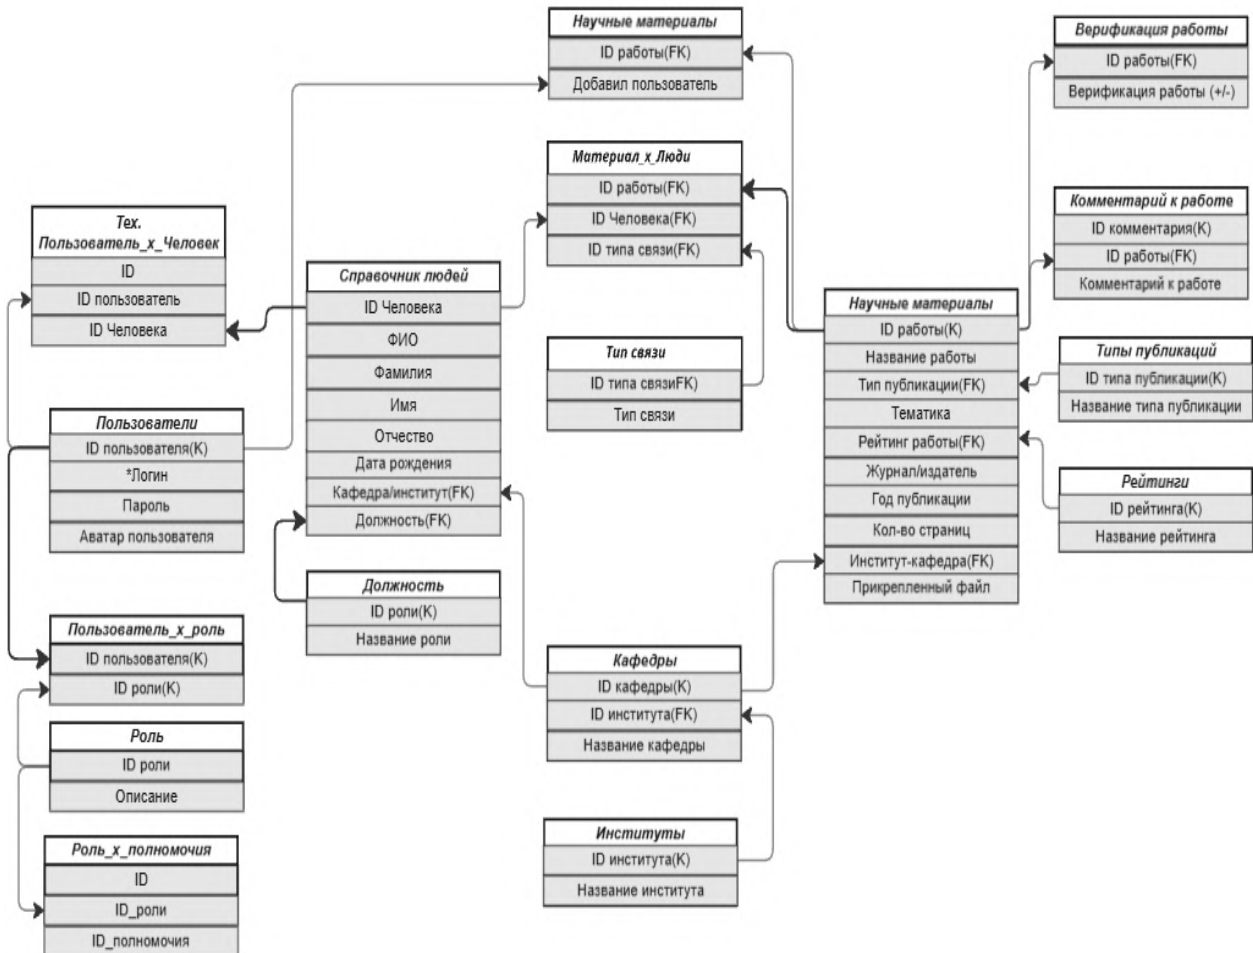 Научные материалы
ID работы(FK)
Добавил пользователь
Верификация работы
ID работы(FK)
Верификация работы (+/-)
Материал_х_Люди
ID работы(FK)
ID Человека(FK)
ID типа связи(FK)
Комментарий к работе
ID комментария(K)
ID работы(FK)
Комментарий к работе
Тех.
Пользователь_х_Человек
ID
ID пользователь
ID Человека
Справочник людей
ID Человека
ФИО
Фамилия
Имя
Отчество
Дата рождения
Кафедра/институт(FK)
Должность(FK)
Научные материалы
ID работы(K)
Название работы
Тип публикации(FK)
Тематика
Рейтинг работы(FK)
Журнал/издатель
Год публикации
Кол-во страниц
Институт-кафедра(FK)
Прикрепленный файл
Тип связи
ID типа связиFK)
Тип связи
Типы публикаций
ID типа публикации(K)
Название типа публикации
Пользователи
ID пользователя(K)
*Логин
Пароль
Аватар пользователя
Рейтинги
ID рейтинга(K)
Название рейтинга
Должность
ID роли(K)
Название роли
Пользователь_х_роль
ID пользователя(K)
ID роли(K)
Кафедры
ID кафедры(K)
ID института(FK)
Название кафедры
Роль
ID роли
Описание
Институты
ID института(K)
Название института
Роль_х_полномочия
ID
ID_роли
ID_полномочия